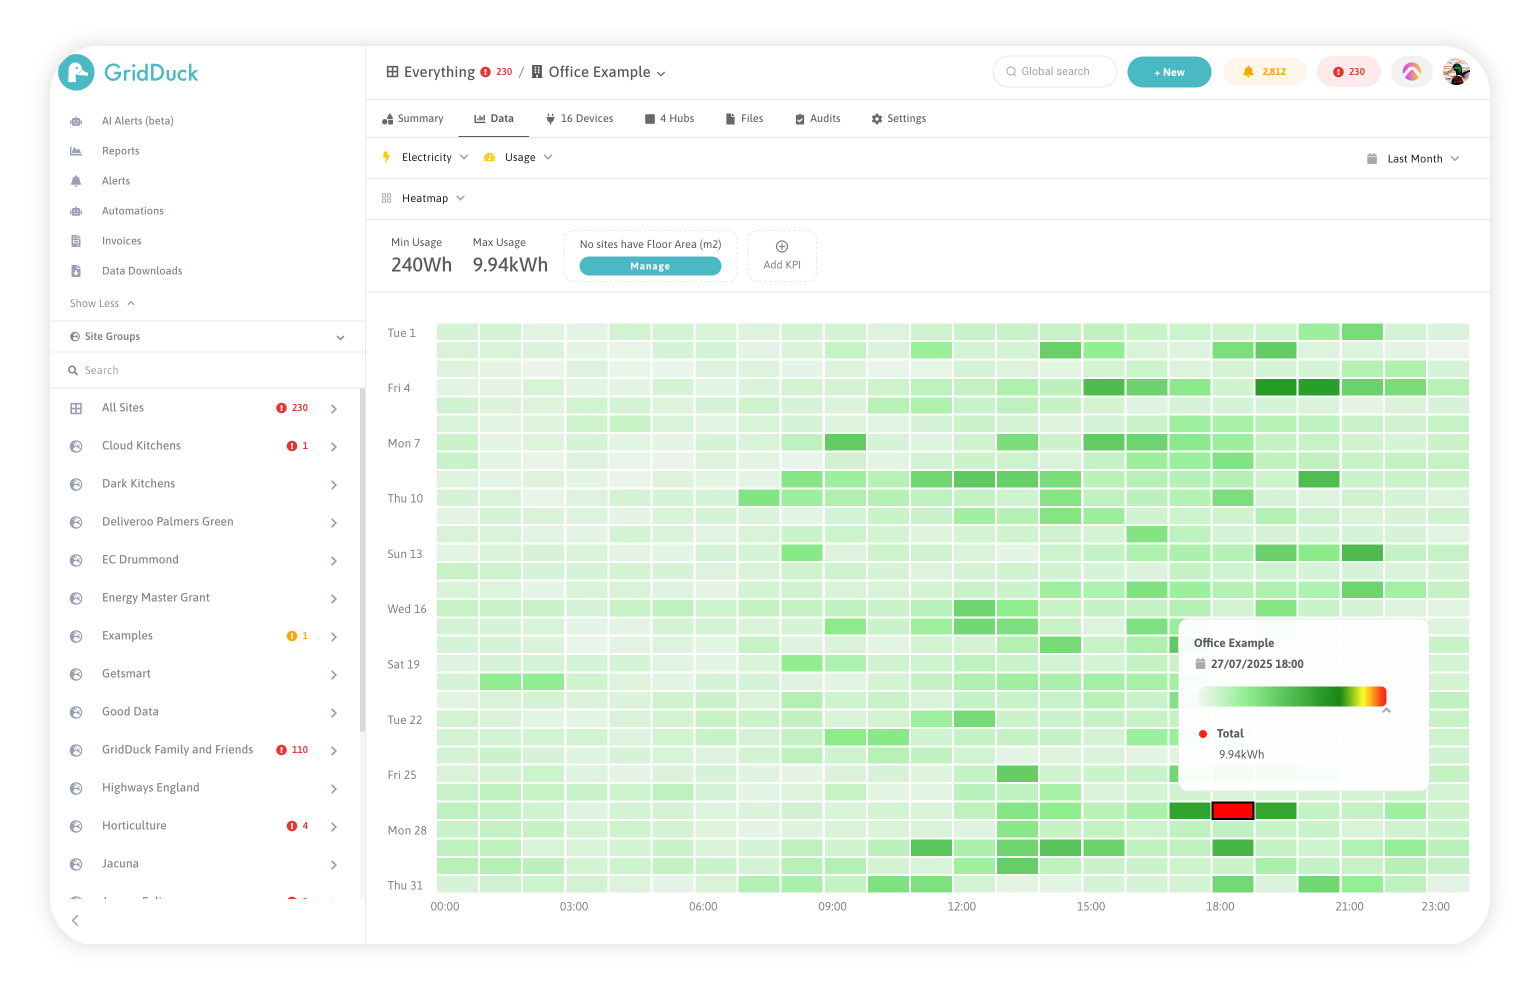 GridDuck
AI Alerts (beta)
Reports
Alerts
Automations
Invoices
Data Downloads
Show Less
Site Groups
Search
All Sites 230
Cloud Kitchens 1
Dark Kitchens
Deliveroo Palmers Green
EC Drummond
Energy Master Grant
Examples 1
Getsmart
Good Data
GridDuck Family and Friends 110
Highways England
Horticulture 4
Jacuna
Everything 230 / Office Example
Global search
+ New
2,812
230
Summary Data 16 Devices 4 Hubs Files Audits Settings
Electricity Usage Last Month
Heatmap
Min Usage
240Wh
Max Usage
9.94kWh
No sites have Floor Area (m2)
Manage
Add KPI
Tue 1
Fri 4
Mon 7
Thu 10
Sun 13
Wed 16
Sat 19
Tue 22
Fri 25
Mon 28
Thu 31
Office Example
27/07/2025 18:00
Total
9.94kWh
00:00 03:00 06:00 09:00 12:00 15:00 18:00 21:00 23:00